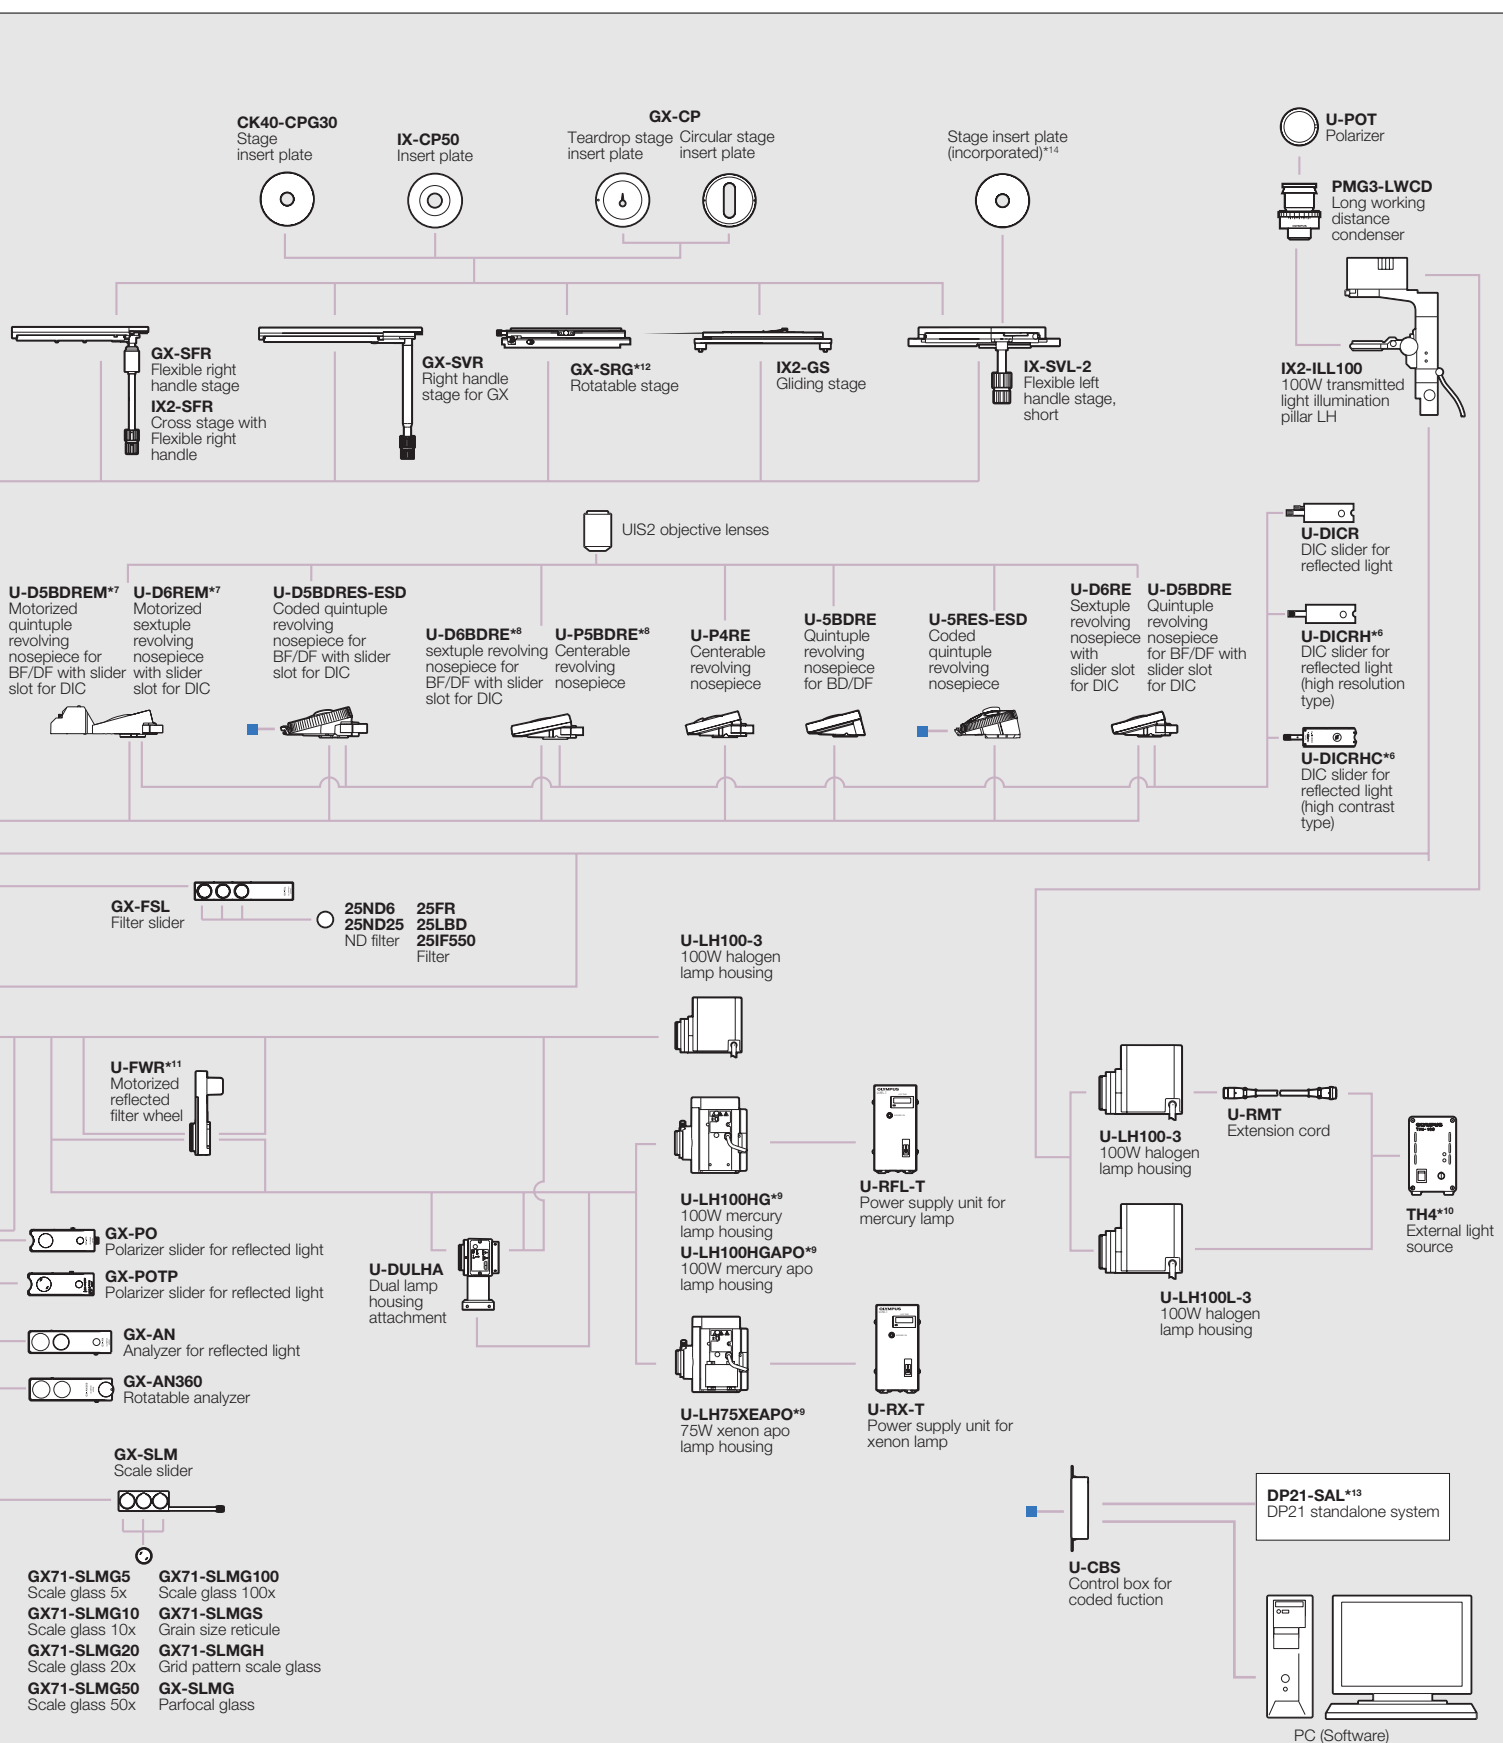 CK40-CPG30
Stage
insert plate
IX-CP50
Insert plate
GX-CP
Teardrop stage
insert plate
Circular stage
insert plate
Stage insert plate
(incorporated)*14
U-POT
Polarizer
PMG3-LWCD
Long working
distance
condenser
GX-SFR
Flexible right
handle stage
IX2-SFR
Cross stage with
Flexible right
handle
GX-SVR
Right handle
stage for GX
GX-SRG*12
Rotatable stage
IX2-GS
Gliding stage
IX-SVL-2
Flexible left
handle stage,
short
IX2-ILL100
100W transmitted
light illumination
pillar LH
UIS2 objective lenses
U-DICR
DIC slider for
reflected light
U-D5BDREM*7
Motorized
quintuple
revolving
nosepiece for
BF/DF with slider
slot for DIC
U-D6REM*7
Motorized
sextuple
revolving
nosepiece
with slider
slot for DIC
U-D5BDRES-ESD
Coded quintuple
revolving
nosepiece for
BF/DF with slider
slot for DIC
U-D6BDRE*8
sextuple revolving
nosepiece for
BF/DF with slider
slot for DIC
U-P5BDRE*8
Centerable
revolving
nosepiece
U-P4RE
Centerable
revolving
nosepiece
U-5BDRE
Quintuple
revolving
nosepiece
for BD/DF
U-5RES-ESD
Coded
quintuple
revolving
nosepiece
U-D6RE
Sextuple
revolving
nosepiece
with
slider slot
for DIC
U-D5BDRE
Quintuple
revolving
nosepiece
for BF/DF with
slider slot
for DIC
U-DICRH*6
DIC slider for
reflected light
(high resolution
type)
U-DICRHC*6
DIC slider for
reflected light
(high contrast
type)
GX-FSL
Filter slider
25ND6
25ND25
ND filter
25FR
25LBD
25IF550
Filter
U-LH100-3
100W halogen
lamp housing
U-FWR*11
Motorized
reflected
filter wheel
OLYMPUS
U-RFL-T
Power supply unit for
mercury lamp
U-LH100HG*9
100W mercury
lamp housing
U-LH100HGAPO*9
100W mercury apo
lamp housing
U-LH100-3
100W halogen
lamp housing
U-RMT
Extension cord
OLYMPUS
TH4*10
External light
source
U-LH100L-3
100W halogen
lamp housing
GX-PO
Polarizer slider for reflected light
GX-POTP
Polarizer slider for reflected light
GX-AN
Analyzer for reflected light
GX-AN360
Rotatable analyzer
U-DULHA
Dual lamp
housing
attachment
U-LH75XEAPO*9
75W xenon apo
lamp housing
OLYMPUS
U-RX-T
Power supply unit for
xenon lamp
GX-SLM
Scale slider
GX71-SLMG5
Scale glass 5x
GX71-SLMG10
Scale glass 10x
GX71-SLMG20
Scale glass 20x
GX71-SLMG50
Scale glass 50x
GX71-SLMG100
Scale glass 100x
GX71-SLMGS
Grain size reticule
GX71-SLMGH
Grid pattern scale glass
GX-SLMG
Parfocal glass
U-CBS
Control box for
coded fuction
DP21-SAL*13
DP21 standalone system
PC (Software)